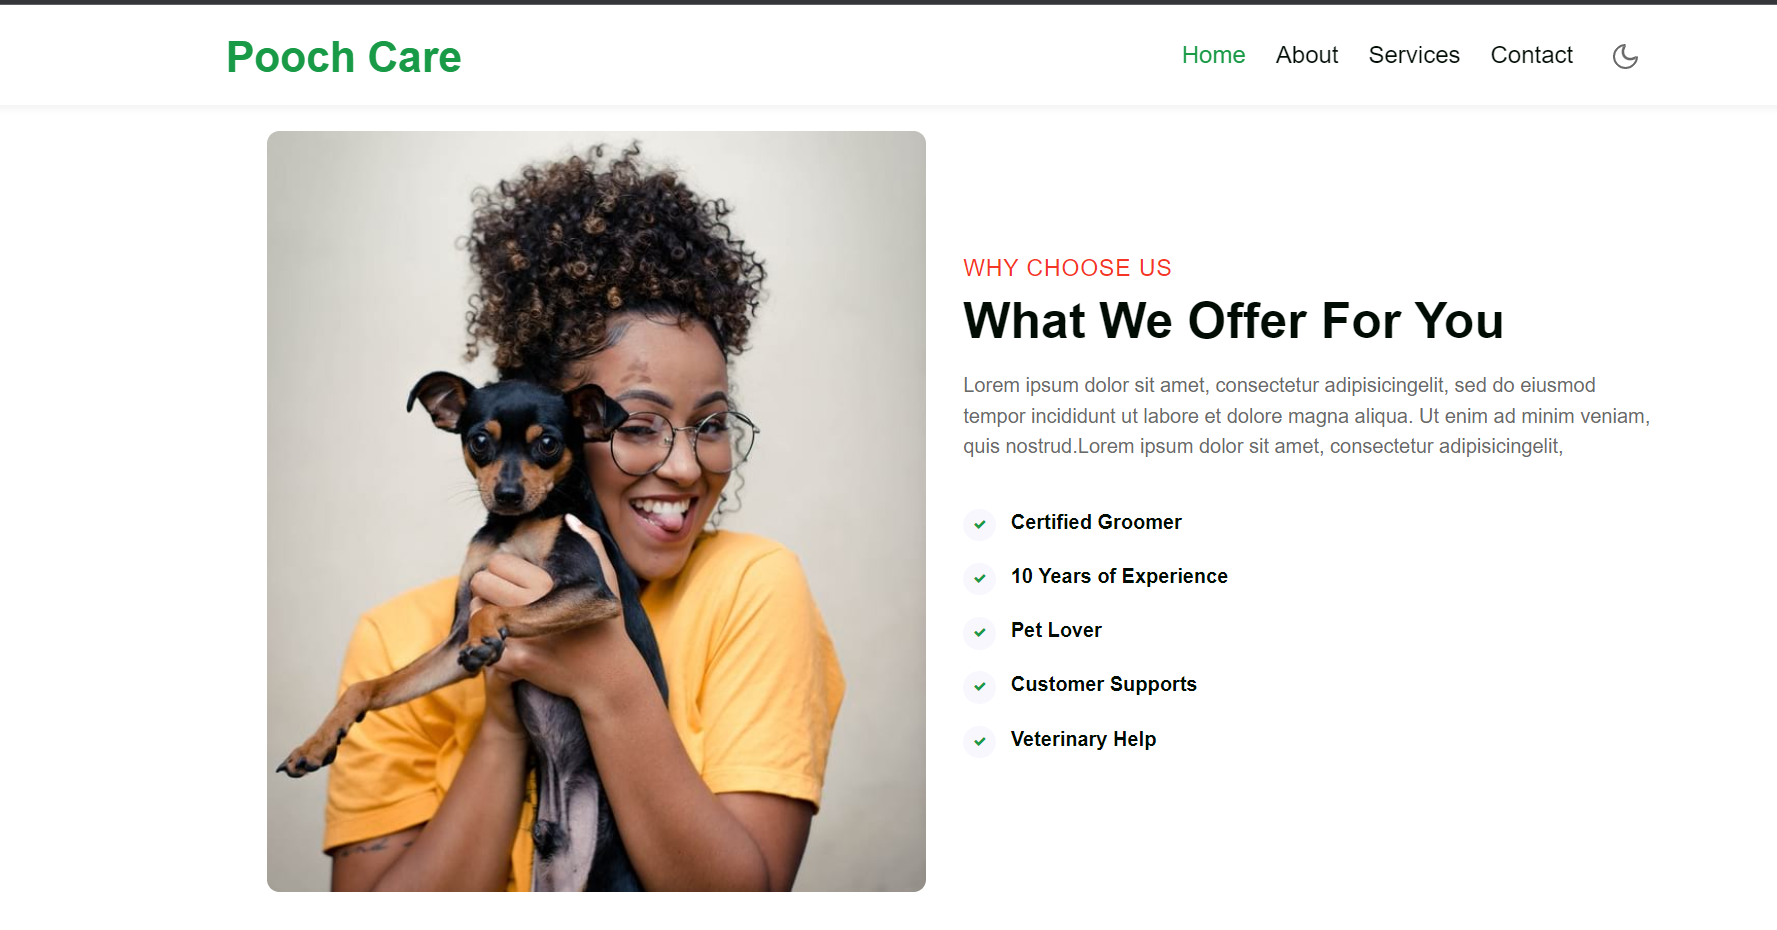 Pooch Care
Home About Services Contact
WHY CHOOSE US
What We Offer For You
Lorem ipsum dolor sit amet, consectetur adipisicingelit, sed do eiusmod
tempor incididunt ut labore et dolore magna aliqua. Ut enim ad minim veniam,
quis nostrud.Lorem ipsum dolor sit amet, consectetur adipisicingelit,
Certified Groomer
10 Years of Experience
Pet Lover
Customer Supports
Veterinary Help